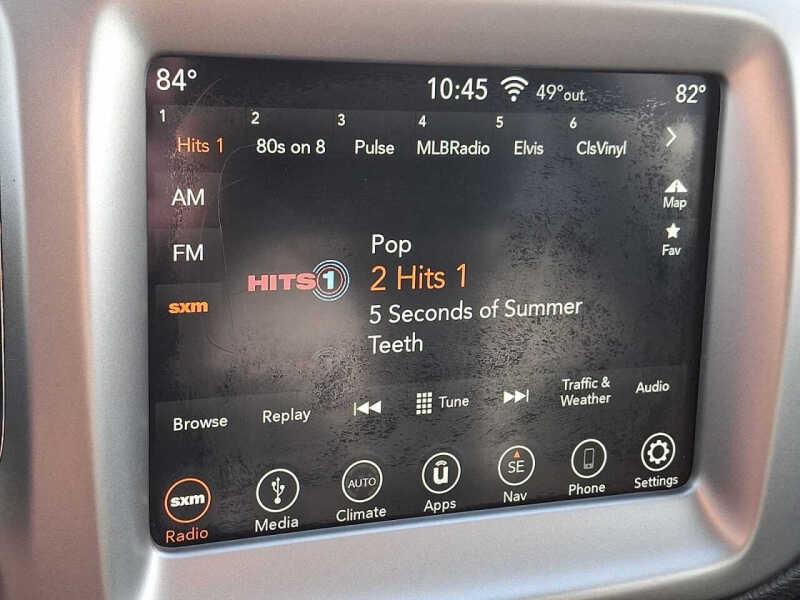 84° 10:45 49°out. 82°
1 2 3 4 5 6
Hits 1 80s on 8 Pulse MLBRadio Elvis ClsVinyl
AM
Map
FM
Fav
sxm
HITS 1
Pop
2 Hits 1
5 Seconds of Summer
Teeth
Browse Replay Tune Traffic & Weather Audio
sxm AUTO u SE
Radio Media Climate Apps Nav Phone Settings